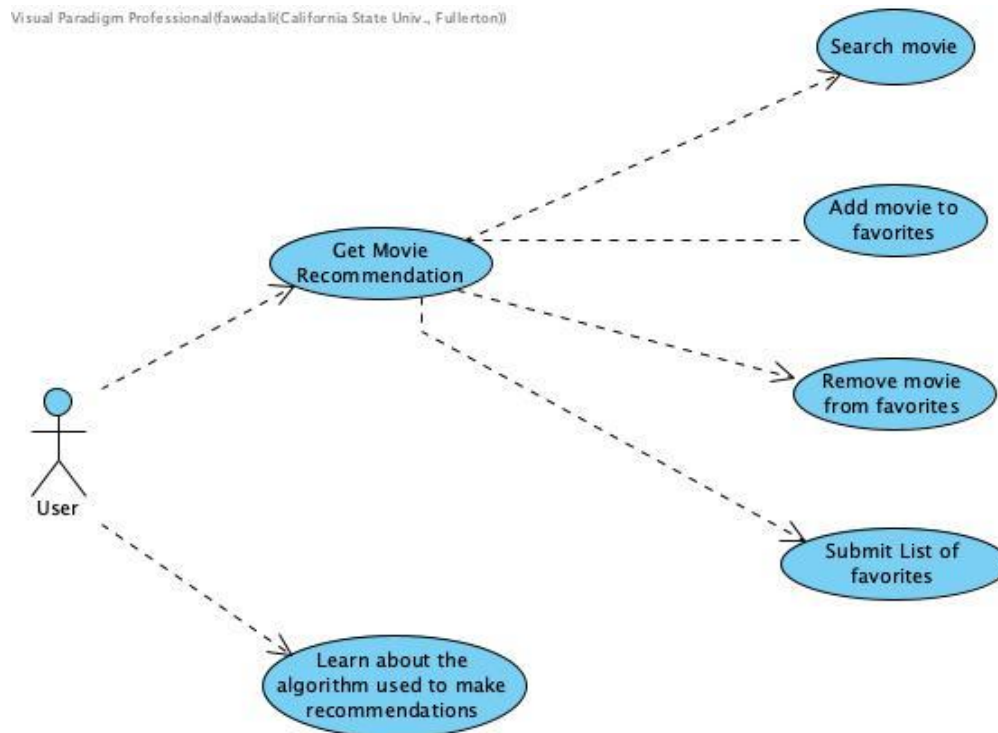 Visual Paradigm Professional(fawadali(California State Univ., Fullerton))
Search movie
Add movie to
favorites
Get Movie
Recommendation
Remove movie
from favorites
User
Submit List of
favorites
Learn about the
algorithm used to make
recommendations